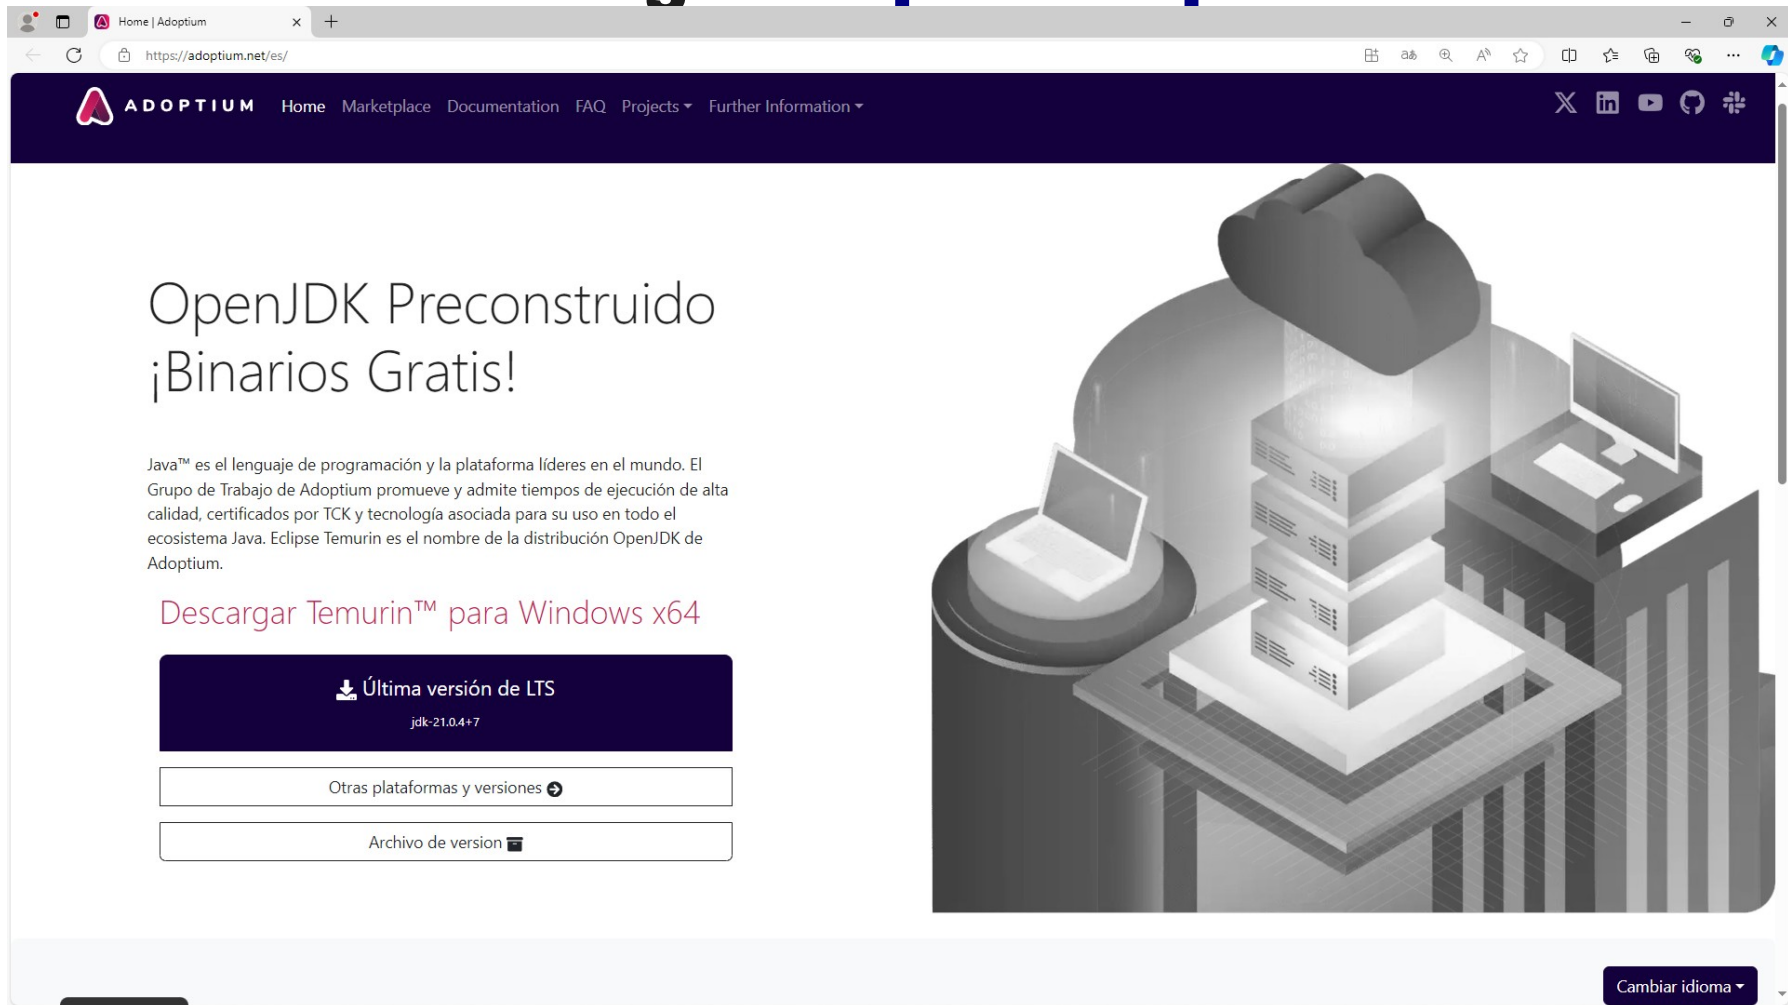 Home | Adoptium
https://adoptium.net/es/
ADOPTIUM Home Marketplace Documentation FAQ Projects Further Information
OpenJDK Preconstruido
¡Binarios Gratis!
Java™ es el lenguaje de programación y la plataforma líderes en el mundo. El
Grupo de Trabajo de Adoptium promueve y admite tiempos de ejecución de alta
calidad, certificados por TCK y tecnología asociada para su uso en todo el
ecosistema Java. Eclipse Temurin es el nombre de la distribución OpenJDK de
Adoptium.
Descargar Temurin™ para Windows x64
Última versión de LTS
jdk-21.0.4+7
Otras plataformas y versiones
Archivo de version
Cambiar idioma